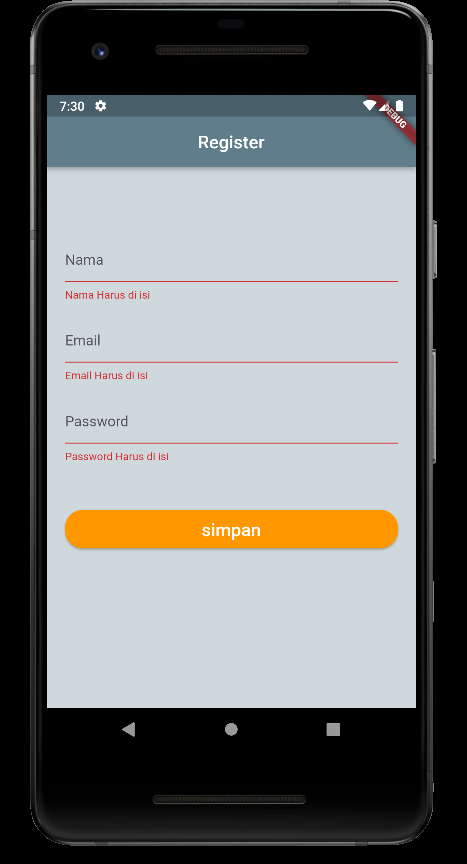 7:30
DEBUG
Register
Nama
Nama Harus di isi
Email
Email Harus di isi
Password
Password Harus di isi
simpan